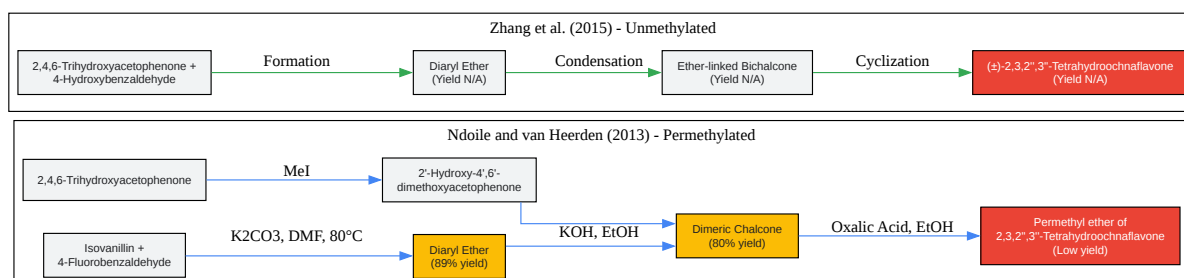 Zhang et al. (2015) - Unmethylated
2,4,6-Trihydroxyacetophenone +
4-Hydroxybenzaldehyde
Formation
Diaryl Ether
(Yield N/A)
Condensation
Ether-linked Bichalcone
(Yield N/A)
Cyclization
(±)-2,3,2",3"-Tetrahydroochnaflavone
(Yield N/A)
Ndoile and van Heerden (2013) - Permethylated
2,4,6-Trihydroxyacetophenone
MeI
2'-Hydroxy-4',6'-
dimethoxyacetophenone
Isovanillin +
4-Fluorobenzaldehyde
K2CO3, DMF, 80°C
Diaryl Ether
(89% yield)
KOH, EtOH
Dimeric Chalcone
(80% yield)
Oxalic Acid, EtOH
Permethyl ether of
2,3,2",3"-Tetrahydroochnaflavone
(Low yield)